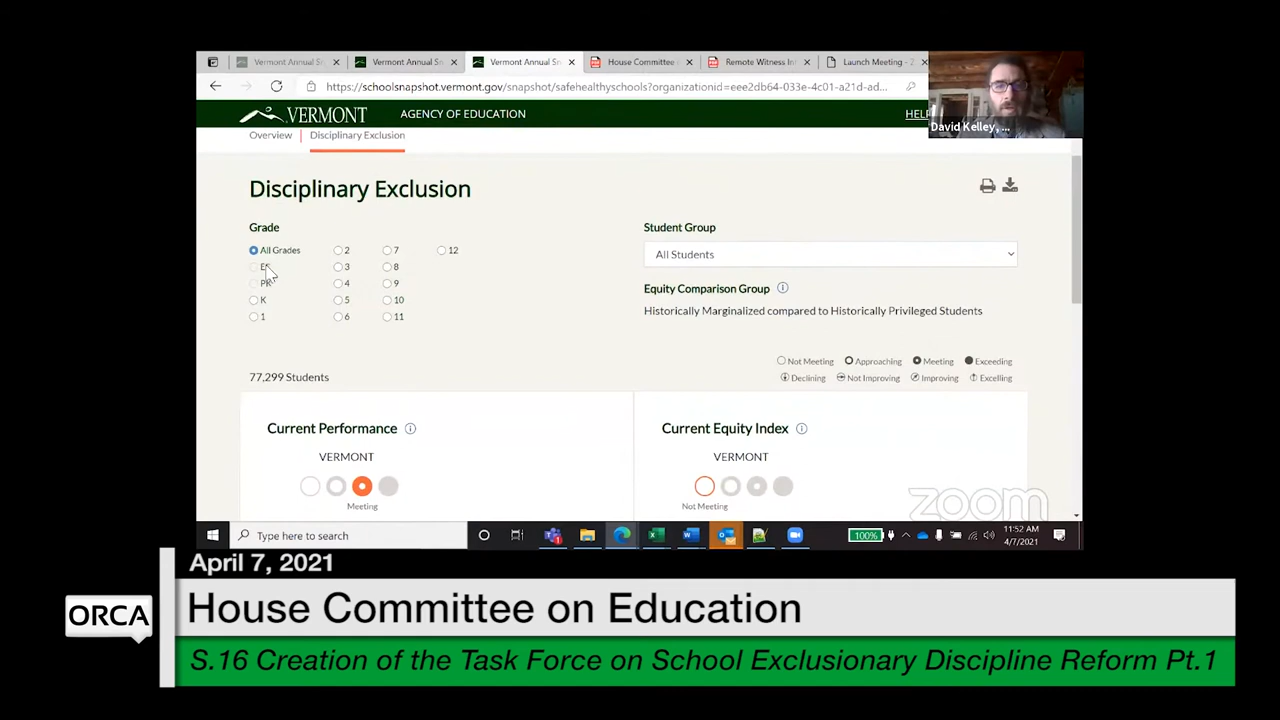 Vermont Annual Sn
Vermont Annual Sn
Vermont Annual Sn
House Committee
Remote Witness In
Launch Meeting - Z
https://schoolsnapshot.vermont.gov/snapshot/safehealthyschools?organizationid=eee2db64-033e-4c01-a21d-ad...
VERMONT
AGENCY OF EDUCATION
HELP
David Kelley, ...
Overview
Disciplinary Exclusion
Disciplinary Exclusion
Grade
All Grades
PK
K
1
2
3
4
5
6
7
8
9
10
11
12
Student Group
All Students
Equity Comparison Group
Historically Marginalized compared to Historically Privileged Students
77,299 Students
Not Meeting Approaching Meeting Exceeding
Declining Not Improving Improving Excelling
Current Performance
VERMONT
Meeting
Current Equity Index
VERMONT
Not Meeting
zoom
Type here to search
100%
11:52 AM
4/7/2021
April 7, 2021
ORCA
House Committee on Education
S.16 Creation of the Task Force on School Exclusionary Discipline Reform Pt.1